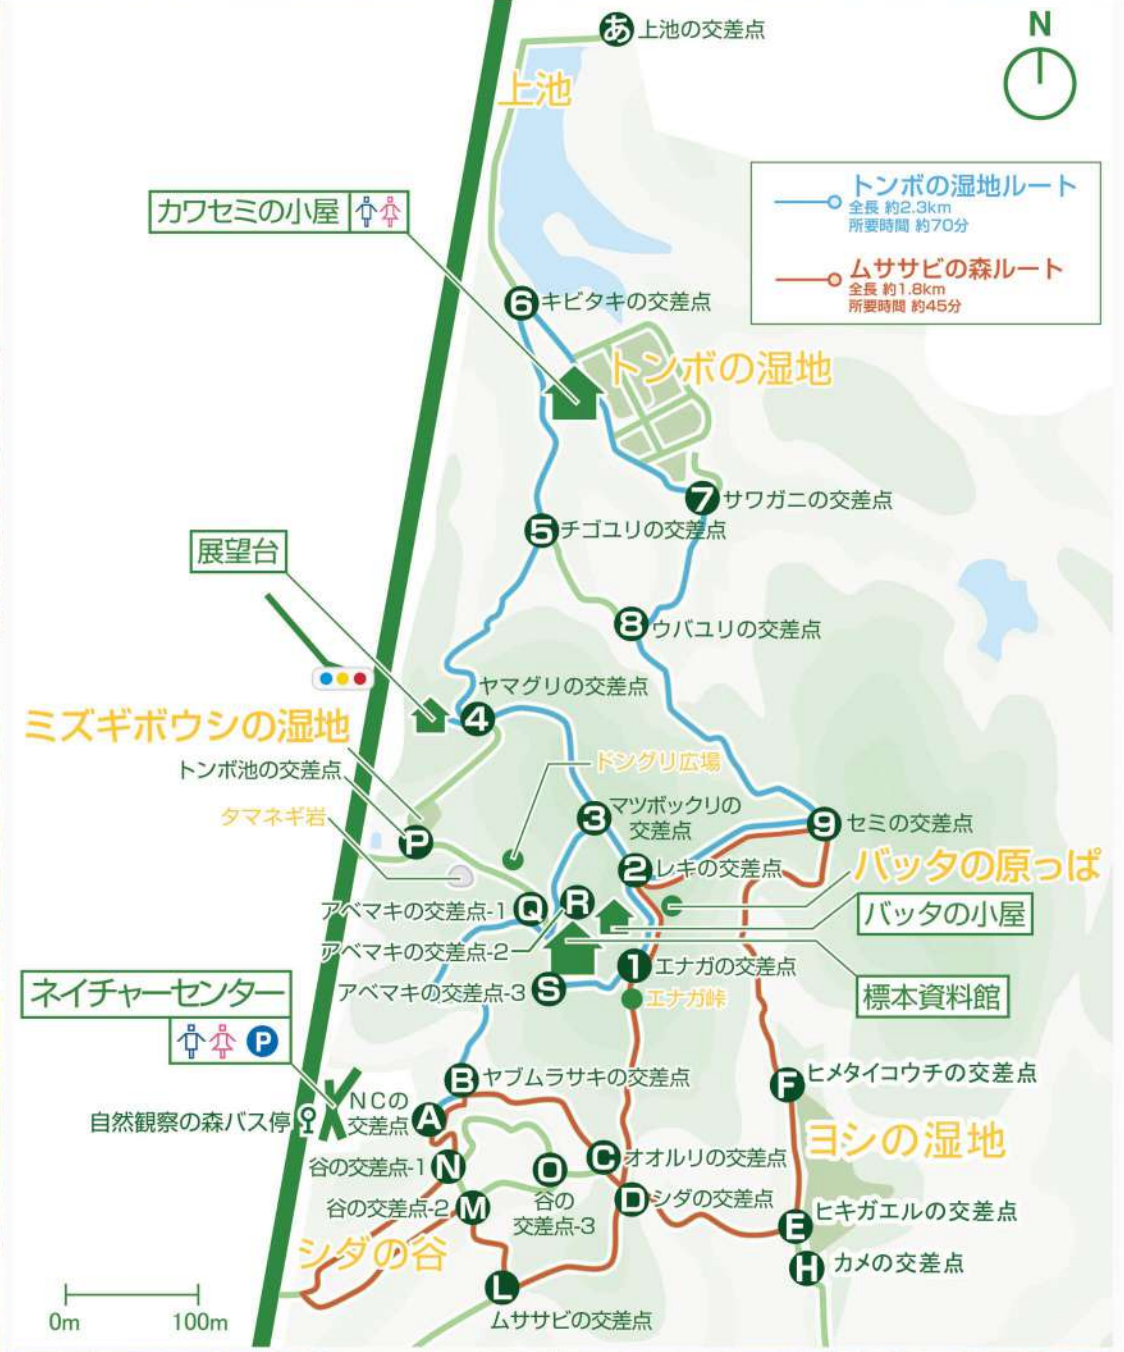 あ 上池の交差点
N
上池
トンボの湿地ルート
全長 約2.3km
所要時間 約70分
ムササビの森ルート
全長 約1.8km
所要時間 約45分
カワセミの小屋
6 キビタキの交差点
トンボの湿地
7 サワガニの交差点
5 チゴユリの交差点
展望台
8 ウバユリの交差点
ヤマグリの交差点
4
ミズギボウシの湿地
トンボ池の交差点
ドングリ広場
タマネギ岩
P
3 マツボックリの
交差点
9 セミの交差点
2 レキの交差点
バッタの原っぱ
アベマキの交差点-1 Q
R
バッタの小屋
アベマキの交差点-2
1 エナガの交差点
アベマキの交差点-3 S
エナガ峠
標本資料館
ネイチャーセンター
P
B ヤブムラサキの交差点
F ヒメタイコウチの交差点
自然観察の森バス停
NCの
交差点 A
ヨシの湿地
谷の交差点-1 N
O
谷の
交差点-3
C オオルリの交差点
谷の交差点-2 M
D シダの交差点
E ヒキガエルの交差点
シダの谷
H カメの交差点
L
ムササビの交差点
0m
100m